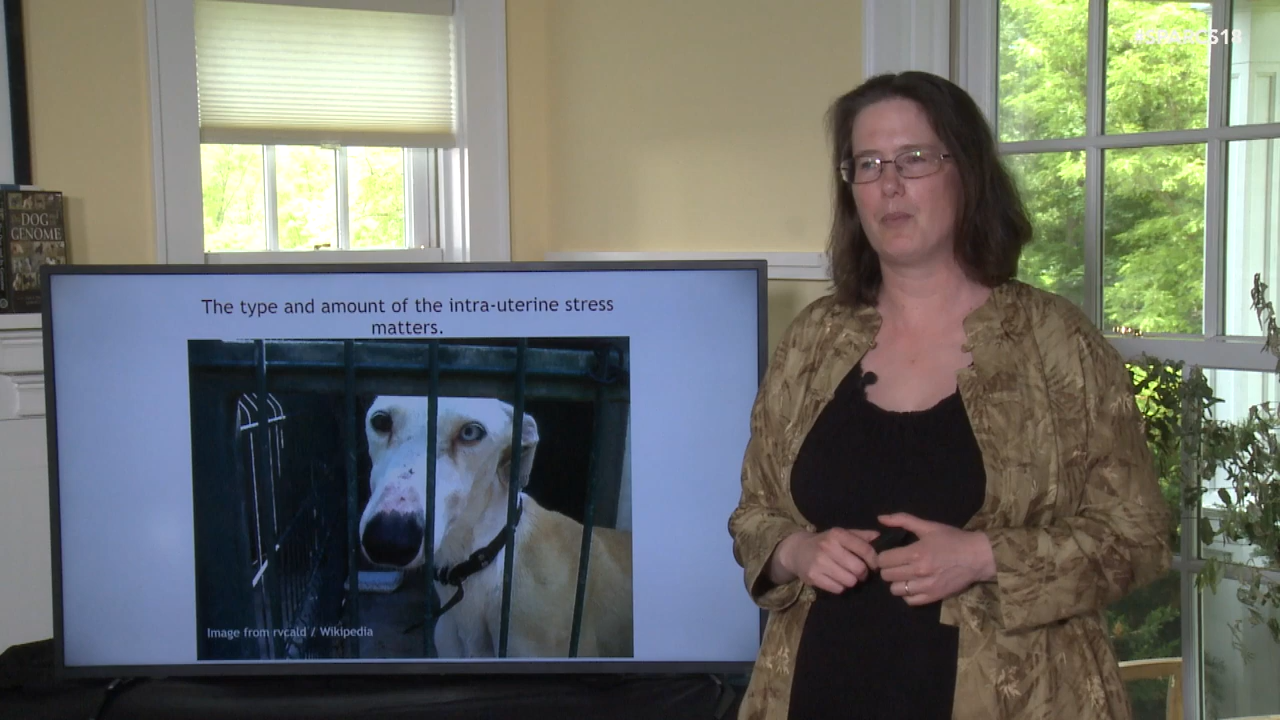 DOG
GENOME
The type and amount of the intra-uterine stress
matters.
Image from rvcald / Wikipedia